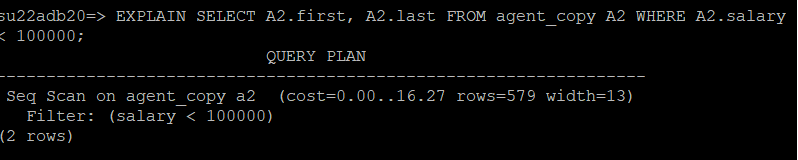 su22adb20=> EXPLAIN SELECT A2.first, A2.last FROM agent_copy A2 WHERE A2.salary
< 100000;
QUERY PLAN
-----------------------------------------------------------------
Seq Scan on agent_copy a2  (cost=0.00..16.27 rows=579 width=13)
Filter: (salary < 100000)
(2 rows)